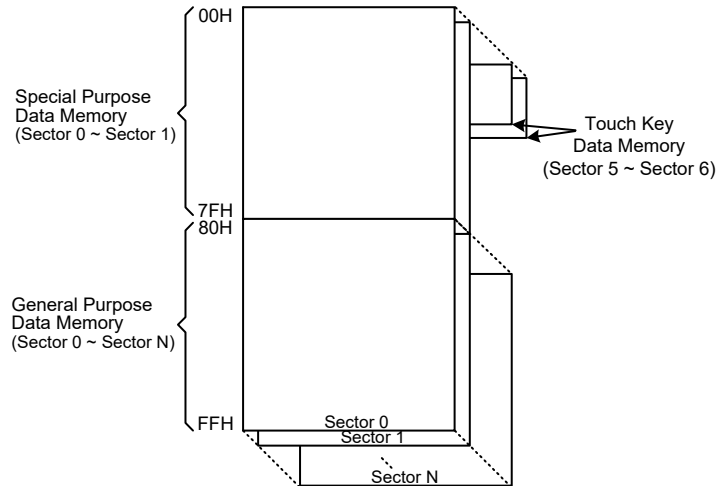 00H
Special Purpose
Data Memory
(Sector 0 ~ Sector 1)
Touch Key
Data Memory
(Sector 5 ~ Sector 6)
7FH
80H
General Purpose
Data Memory
(Sector 0 ~ Sector N)
FFH
Sector 0
Sector 1
Sector N